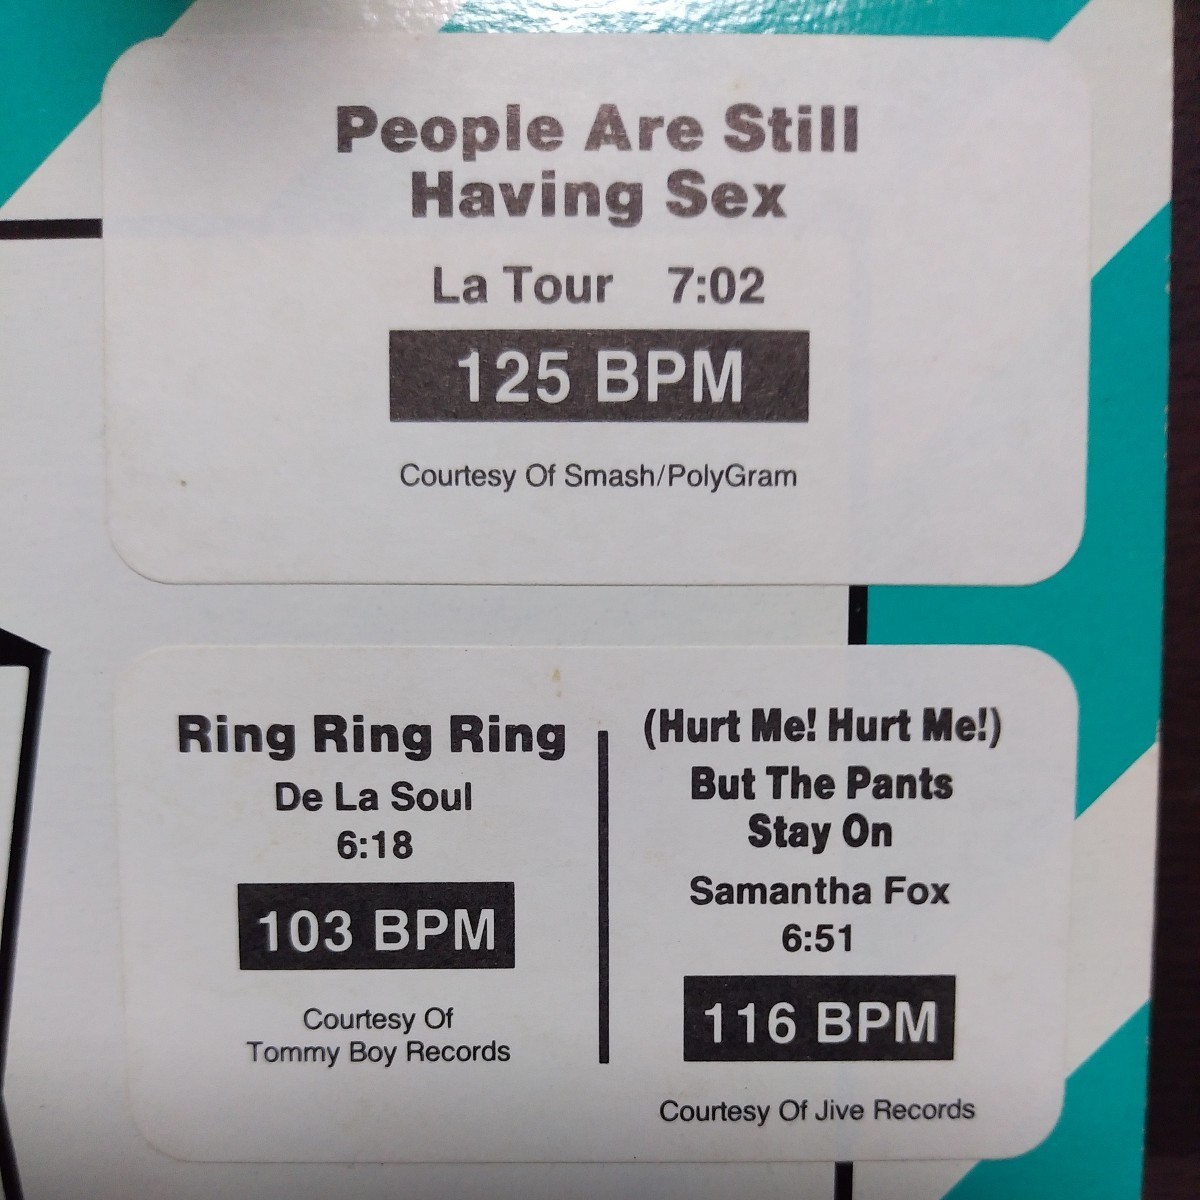 People Are Still
Having Sex
La Tour 7:02
125 BPM
Courtesy Of Smash/PolyGram
Ring Ring Ring
De La Soul
6:18
103 BPM
Courtesy Of
Tommy Boy Records
(Hurt Me! Hurt Me!)
But The Pants
Stay On
Samantha Fox
6:51
116 BPM
Courtesy Of Jive Records